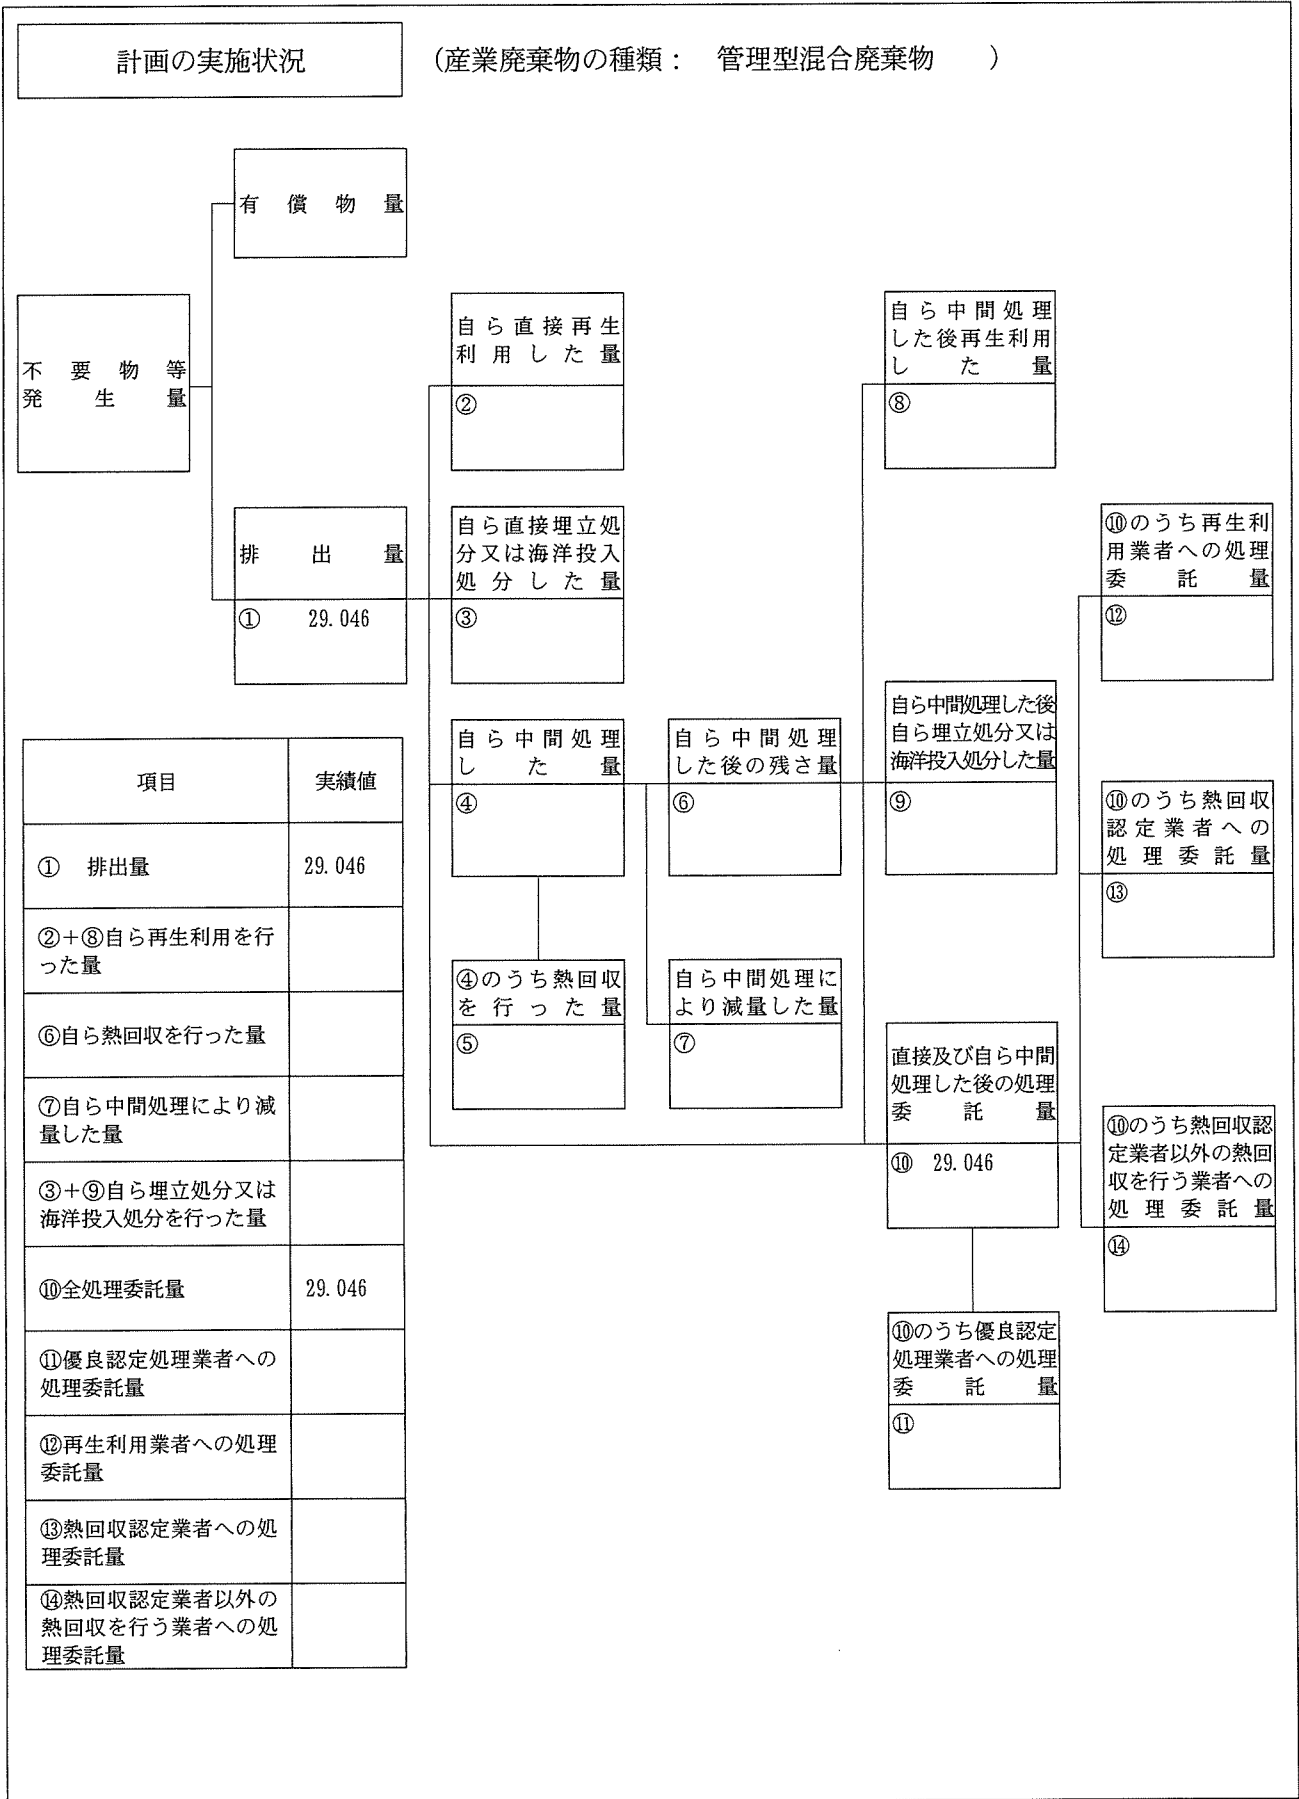 計画の実施状況
(産業廃棄物の種類： 管理型混合廃棄物 )
有償物量
不要物等
発生量
自ら直接再生
利用した量
②
自ら中間処理
した後再生利用
した量
⑧
排出量
① 29.046
自ら直接埋立処
分又は海洋投入
処分した量
③
⑩のうち再生利
用業者への処理
委託量
⑫
自ら中間処理
した量
④
自ら中間処理
した後の残さ量
⑥
自ら中間処理した後
自ら埋立処分又は
海洋投入処分した量
⑨
⑩のうち熱回収
認定業者への
処理委託量
⑬
④のうち熱回収
を行った量
⑤
自ら中間処理に
より減量した量
⑦
直接及び自ら中間
処理した後の処理
委託量
⑩ 29.046
⑩のうち熱回収認
定業者以外の熱回
収を行う業者への
処理委託量
⑭
⑩のうち優良認定
処理業者への処理
委託量
⑪
項目 実績値
① 排出量 29.046
②＋⑧自ら再生利用を行
った量
⑥自ら熱回収を行った量
⑦自ら中間処理により減
量した量
③＋⑨自ら埋立処分又は
海洋投入処分を行った量
⑩全処理委託量 29.046
⑪優良認定処理業者への
処理委託量
⑫再生利用業者への処理
委託量
⑬熱回収認定業者への処
理委託量
⑭熱回収認定業者以外の
熱回収を行う業者への処
理委託量